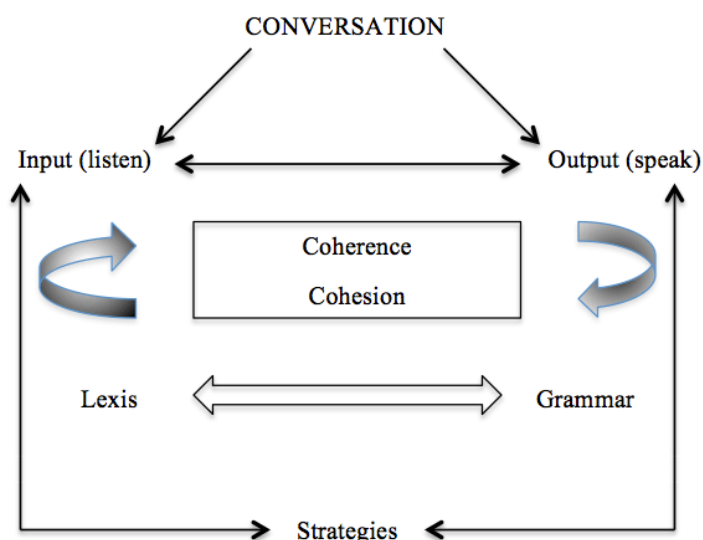 CONVERSATION
Input (listen)
Output (speak)
Coherence
Cohesion
Lexis
Grammar
Strategies